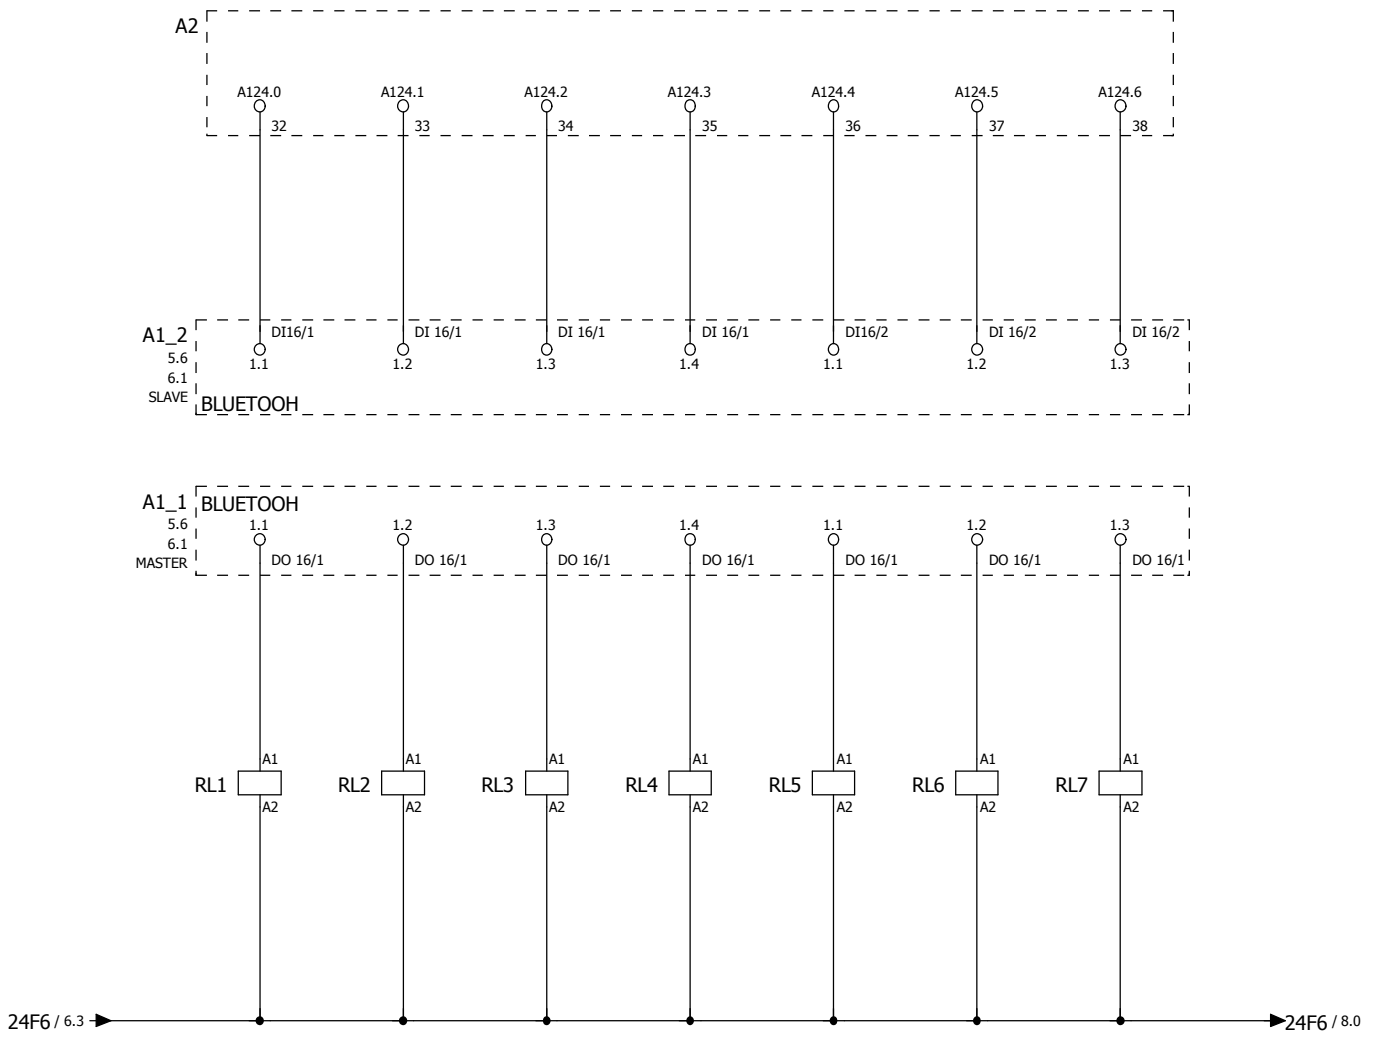 A2
A124.0 A124.1 A124.2 A124.3 A124.4 A124.5 A124.6
32 33 34 35 36 37 38
A1_2
5.6
6.1
SLAVE
DI16/1 DI 16/1 DI 16/1 DI 16/1 DI16/2 DI 16/2 DI 16/2
1.1 1.2 1.3 1.4 1.1 1.2 1.3
BLUETOOH
A1_1
5.6
6.1
MASTER
BLUETOOH
1.1 1.2 1.3 1.4 1.1 1.2 1.3
DO 16/1 DO 16/1 DO 16/1 DO 16/1 DO 16/1 DO 16/1 DO 16/1
A1 A1 A1 A1 A1 A1 A1
RL1 RL2 RL3 RL4 RL5 RL6 RL7
A2 A2 A2 A2 A2 A2 A2
24F6 / 6.3 24F6 / 8.0